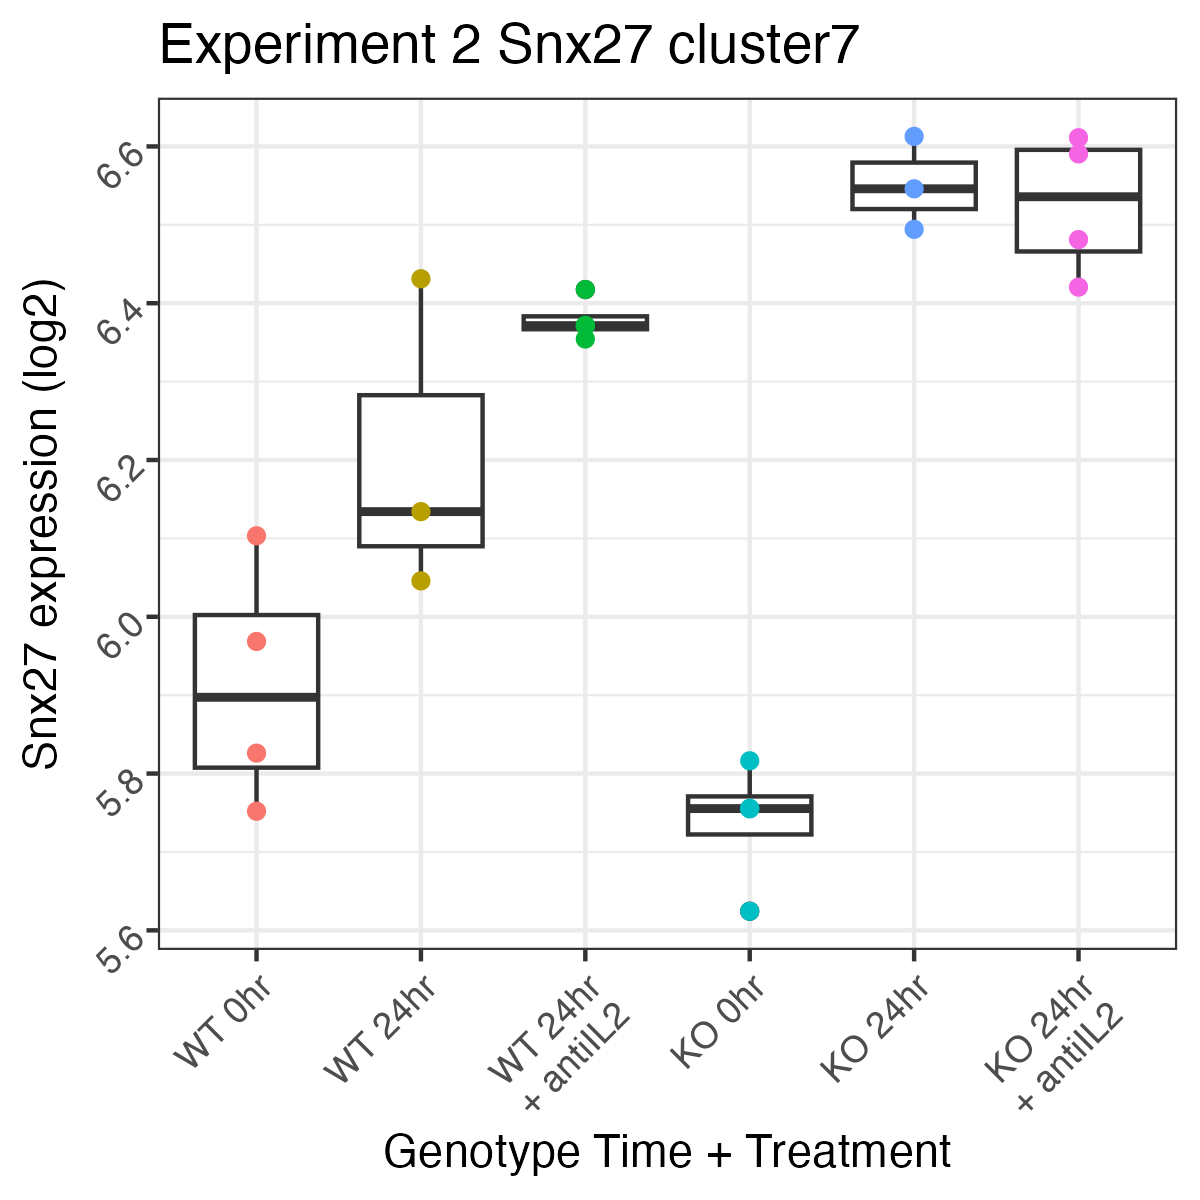 Experiment 2 Snx27 cluster7
Snx27 expression (log2)
6.6
6.4
6.2
6.0
5.8
5.6
WT 0hr
WT 24hr
WT 24hr
+ antiIL2
KO 0hr
KO 24hr
KO 24hr
+ antiIL2
Genotype Time + Treatment